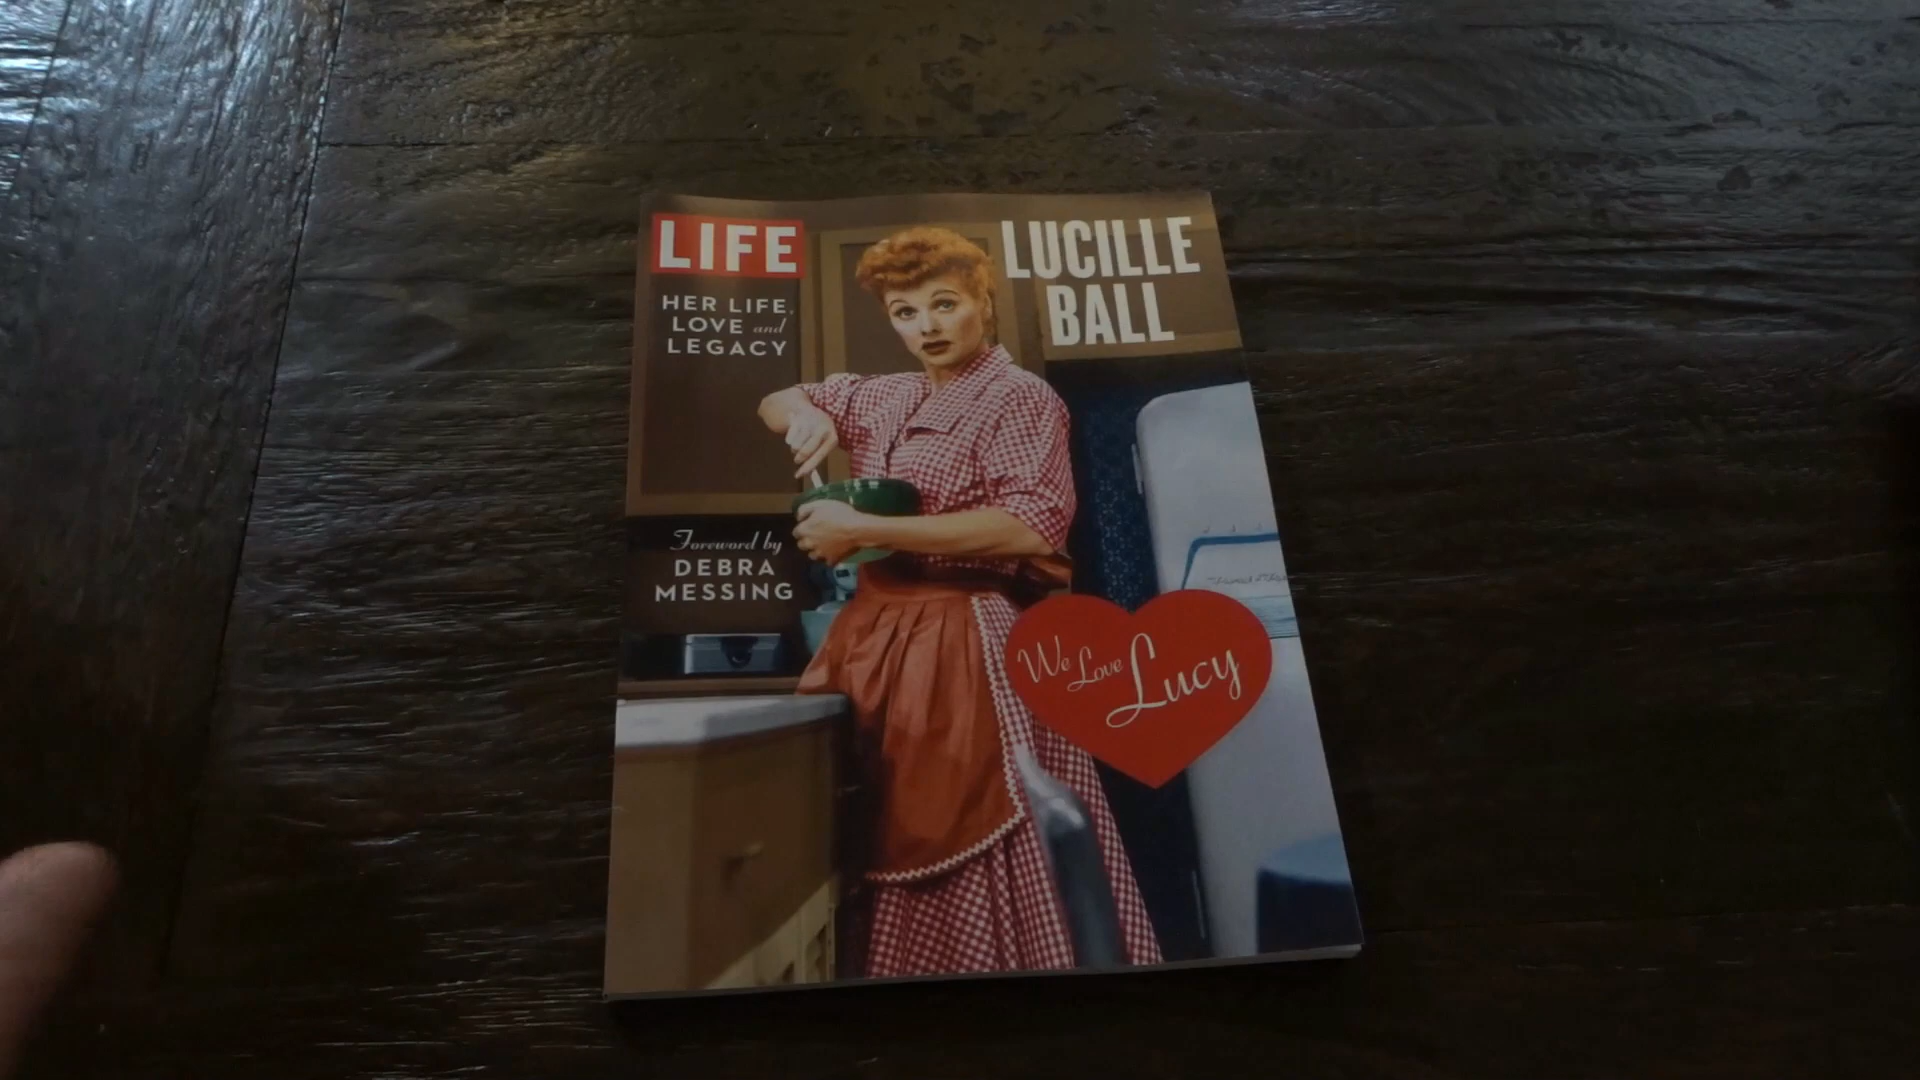 LIFE
HER LIFE,
LOVE and
LEGACY
LUCILLE
BALL
Foreword by
DEBRA
MESSING
We Love Lucy